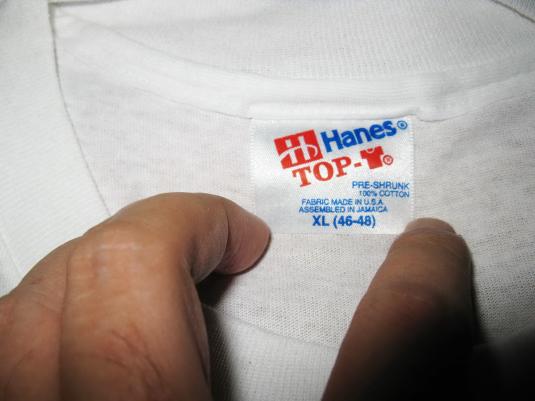 Hanes®
TOP-®
PRE-SHRUNK
100% COTTON
FABRIC MADE IN U.S.A.
ASSEMBLED IN JAMAICA
XL (46-48)